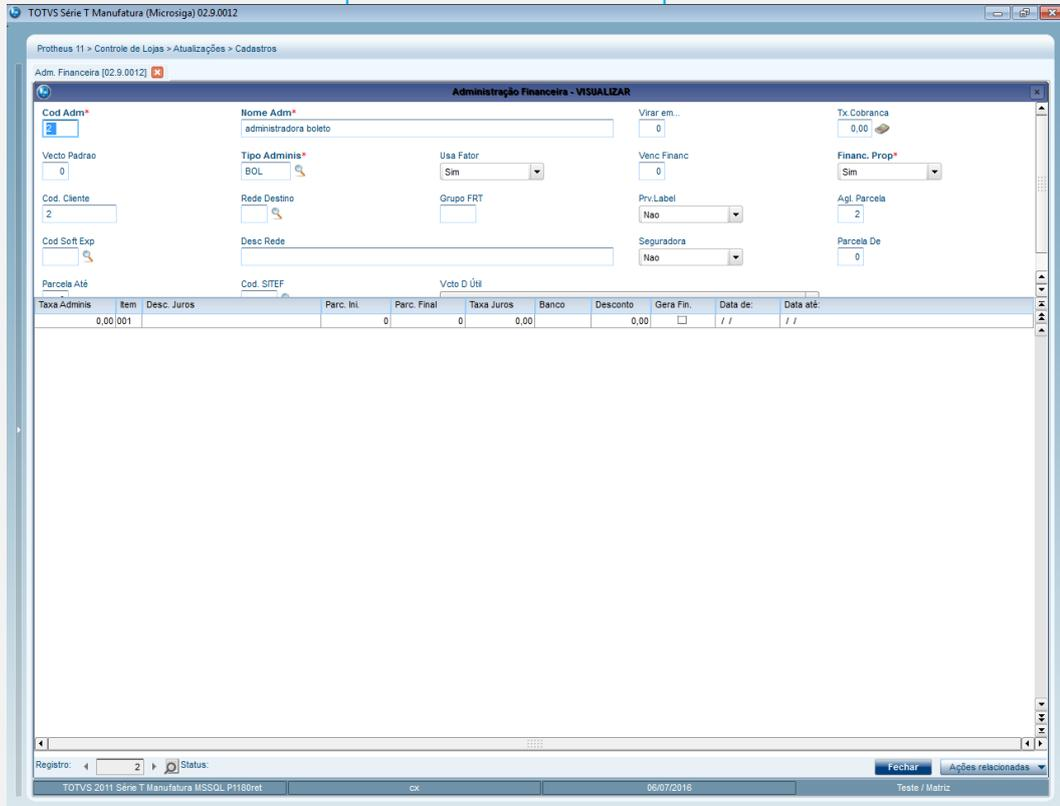 TOTVS Série T Manufatura (Microsiga) 02.9.0012
Protheus 11 > Controle de Lojas > Atualizações > Cadastros
Adm. Financeira [02.9.0012]
Administração Financeira - VISUALIZAR
Cod Adm* Nome Adm* Virar em... Tx.Cobranca
2 administradora boleto 0 0,00
Vecto Padrao Tipo Adminis* Usa Fator Venc Financ Financ. Prop*
0 BOL Sim 0 Sim
Cod. Cliente Rede Destino Grupo FRT Prv.Label Agl. Parcela
2 Nao 2
Cod Soft Exp Desc Rede Seguradora Parcela De
Nao 0
Parcela Até Cod. SITEF Vcto D Útil
Taxa Adminis Item Desc. Juros Parc. Ini. Parc. Final Taxa Juros Banco Desconto Gera Fin. Data de: Data até:
0,00 001 0 0 0,00 0,00 / / / /
Registro: 2 Status: Fechar Ações relacionadas
TOTVS 2011 Série T Manufatura MSSQL P1180ret cx 06/07/2016 Teste / Matriz